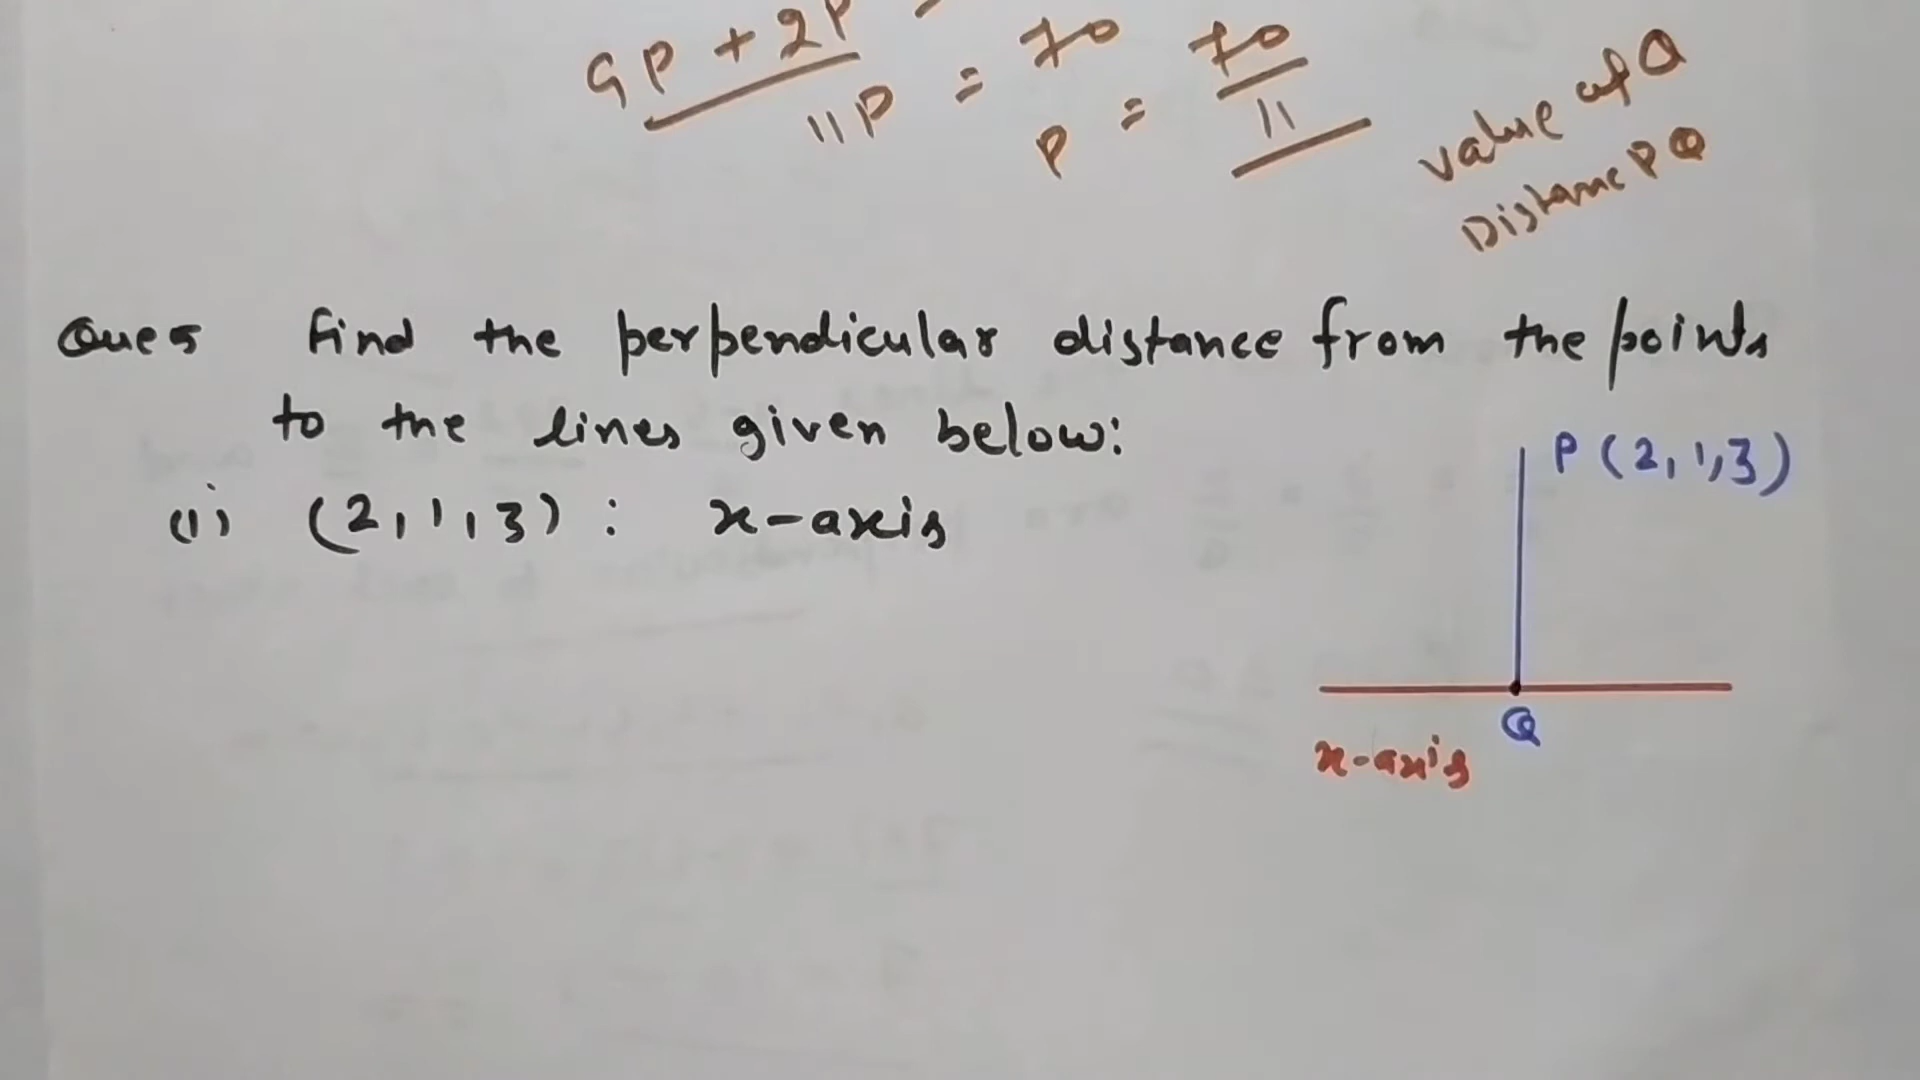 9P + 2P =
11P = 70
P = 70/11
value of Q
Distance PQ
Ques Find the perpendicular distance from the points
to the lines given below:
(i) (2,1,3) : x-axis
P (2,1,3)
Q
x-axis